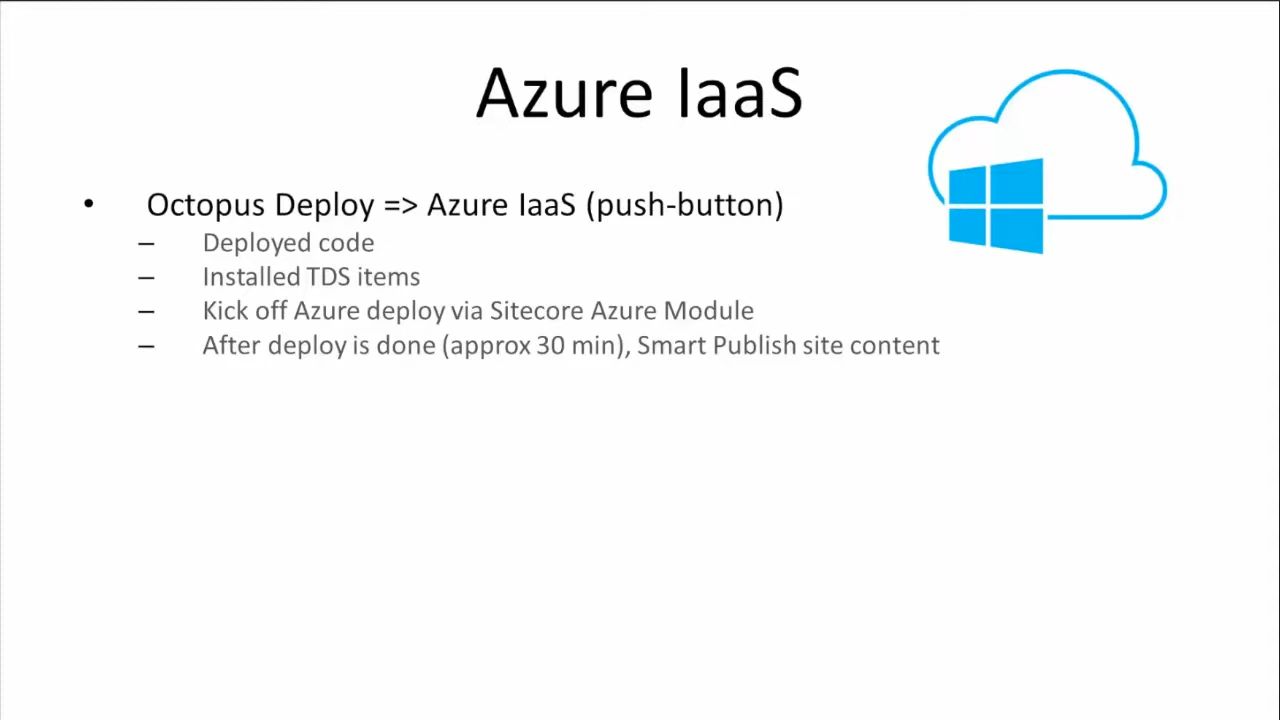 Azure IaaS
• Octopus Deploy => Azure IaaS (push-button)
– Deployed code
– Installed TDS items
– Kick off Azure deploy via Sitecore Azure Module
– After deploy is done (approx 30 min), Smart Publish site content